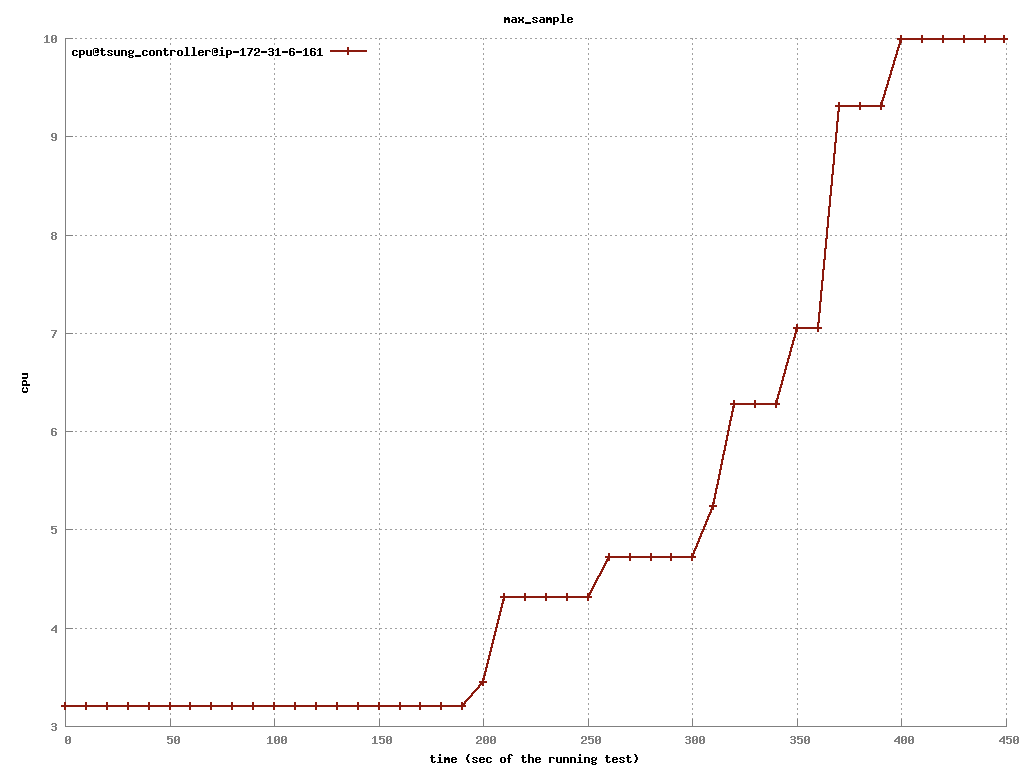 max_sample
cpu@tsung_controller@ip-172-31-6-161
10
9
8
7
6
5
4
3
cpu
0 50 100 150 200 250 300 350 400 450
time (sec of the running test)